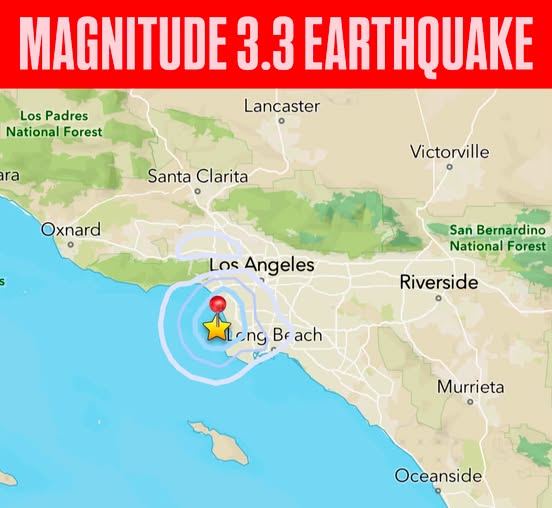 MAGNITUDE 3.3 EARTHQUAKE
Lancaster
Los Padres
National Forest
Victorville
ara
Santa Clarita
Oxnard
San Bernardino
National Forest
Los Angeles
s
Riverside
Long Beach
Murrieta
Oceanside